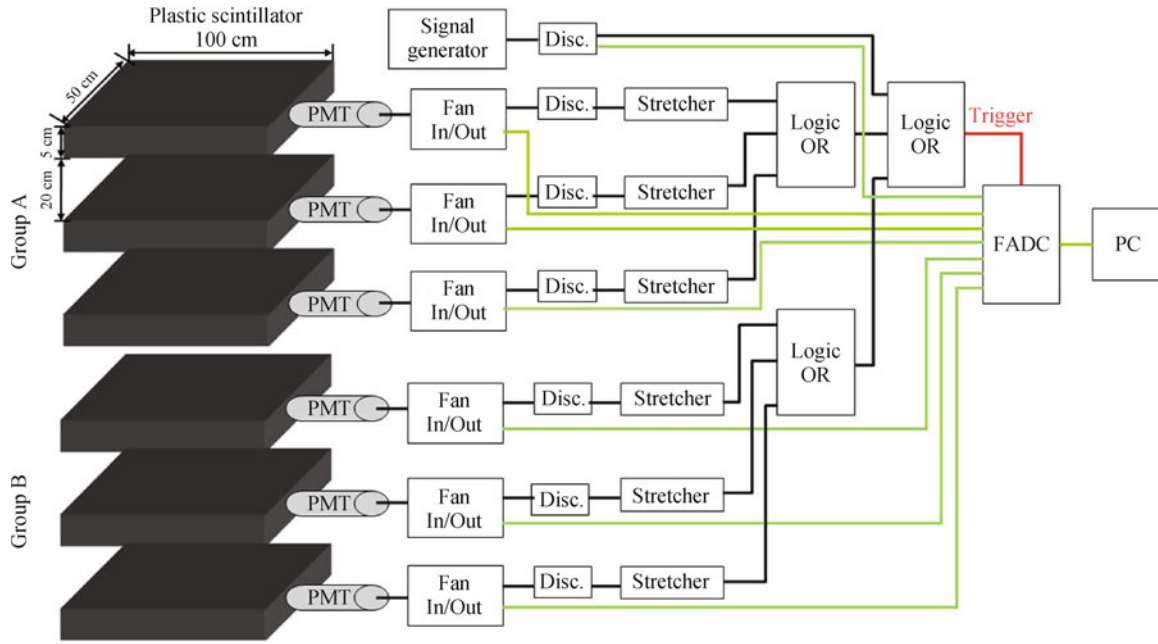 Plastic scintillator
100 cm
50 cm
5 cm
20 cm
Group A
Group B
Signal
generator
Disc.
PMT
Fan
In/Out
Disc.
Stretcher
Logic
OR
Logic
OR
Trigger
PMT
Fan
In/Out
Disc.
Stretcher
FADC
PC
PMT
Fan
In/Out
Disc.
Stretcher
Logic
OR
PMT
Fan
In/Out
Disc.
Stretcher
PMT
Fan
In/Out
Disc.
Stretcher
PMT
Fan
In/Out
Disc.
Stretcher